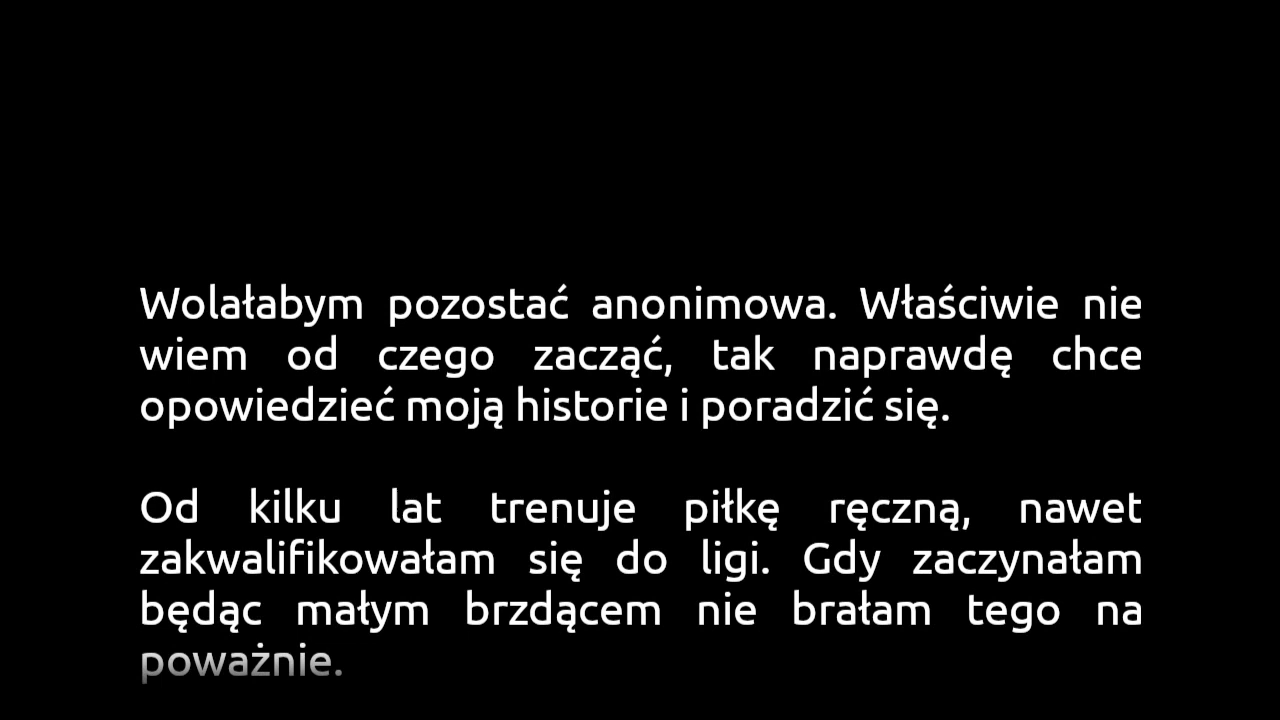 Wolałabym pozostać anonimowa. Właściwie nie
wiem od czego zacząć, tak naprawdę chce
opowiedzieć moją historie i poradzić się.
Od kilku lat trenuje piłkę ręczną, nawet
zakwalifikowałam się do ligi. Gdy zaczynałam
będąc małym brzdącem nie brałam tego na
poważnie.